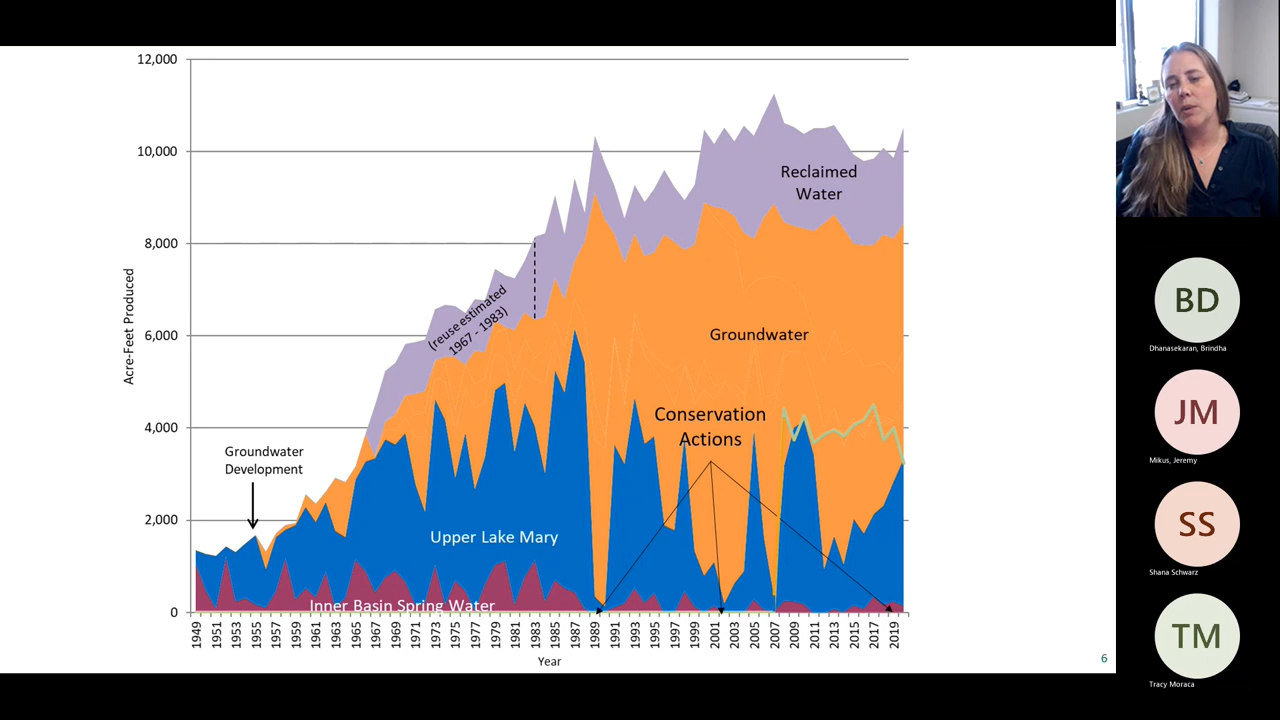 12,000
10,000
8,000
6,000
4,000
2,000
0
Acre-Feet Produced
Reclaimed
Water
(reuse estimated
1967 - 1983)
Groundwater
Conservation
Actions
Groundwater
Development
Upper Lake Mary
Inner Basin Spring Water
1949
1951
1953
1955
1957
1959
1961
1963
1965
1967
1969
1971
1973
1975
1977
1979
1981
1983
1985
1987
1989
1991
1993
1995
1997
1999
2001
2003
2005
2007
2009
2011
2013
2015
2017
2019
Year
6
BD
Dhanasekaran, Brindha
JM
Mikus, Jeremy
SS
Shana Schwarz
TM
Tracy Moraca